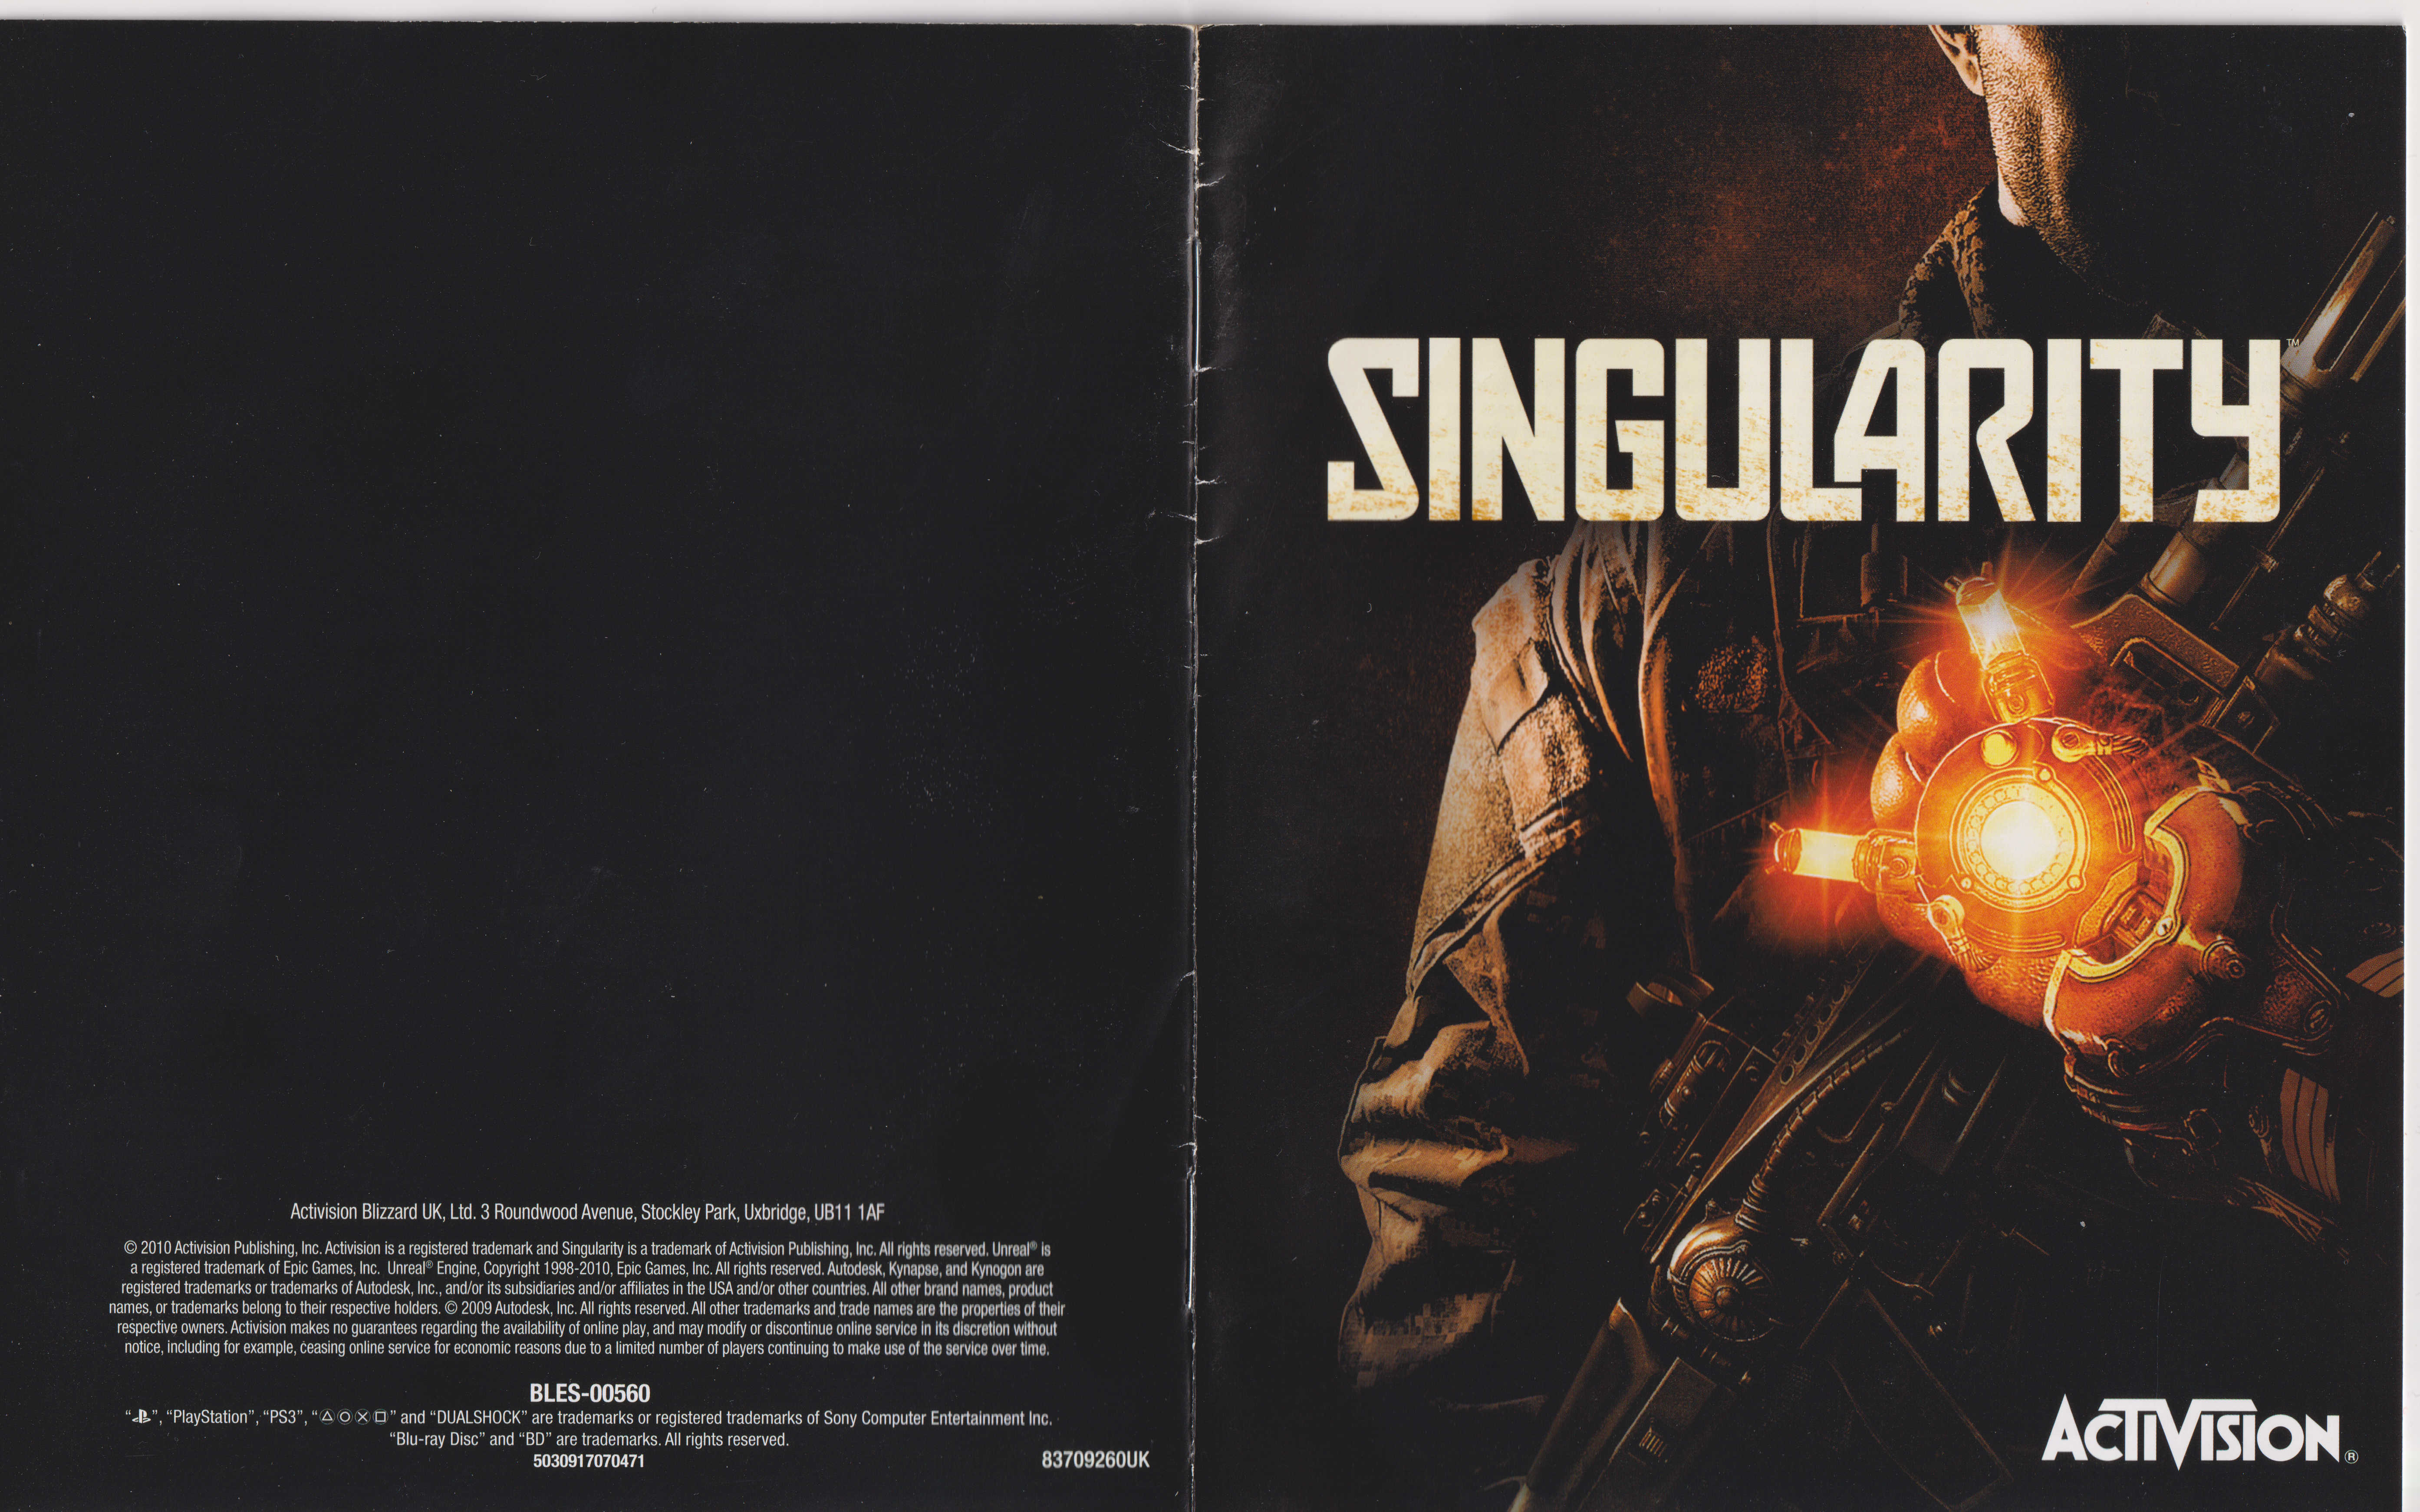 Activision Blizzard UK, Ltd. 3 Roundwood Avenue, Stockley Park, Uxbridge, UB11 1AF
© 2010 Activision Publishing, Inc. Activision is a registered trademark and Singularity is a trademark of Activision Publishing, Inc. All rights reserved. Unreal® is
a registered trademark of Epic Games, Inc. Unreal® Engine, Copyright 1998-2010, Epic Games, Inc. All rights reserved. Autodesk, Kynapse, and Kynogon are
registered trademarks or trademarks of Autodesk, Inc., and/or its subsidiaries and/or affiliates in the USA and/or other countries. All other brand names, product
names, or trademarks belong to their respective holders. © 2009 Autodesk, Inc. All rights reserved. All other trademarks and trade names are the properties of their
respective owners. Activision makes no guarantees regarding the availability of online play, and may modify or discontinue online service in its discretion without
notice, including for example, ceasing online service for economic reasons due to a limited number of players continuing to make use of the service over time.
BLES-00560
“ ”, “PlayStation”, “PS3”, “△○✕□” and “DUALSHOCK” are trademarks or registered trademarks of Sony Computer Entertainment Inc.
“Blu-ray Disc” and “BD” are trademarks. All rights reserved.
5030917070471
83709260UK
SINGULARITY™
ACTIVISION®